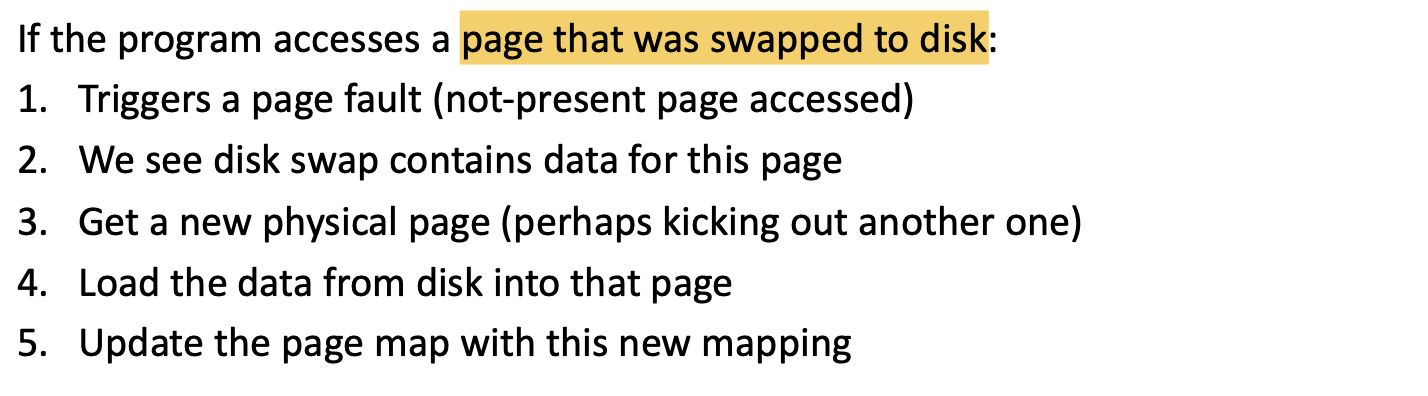 If the program accesses a page that was swapped to disk:
1. Triggers a page fault (not-present page accessed)
2. We see disk swap contains data for this page
3. Get a new physical page (perhaps kicking out another one)
4. Load the data from disk into that page
5. Update the page map with this new mapping